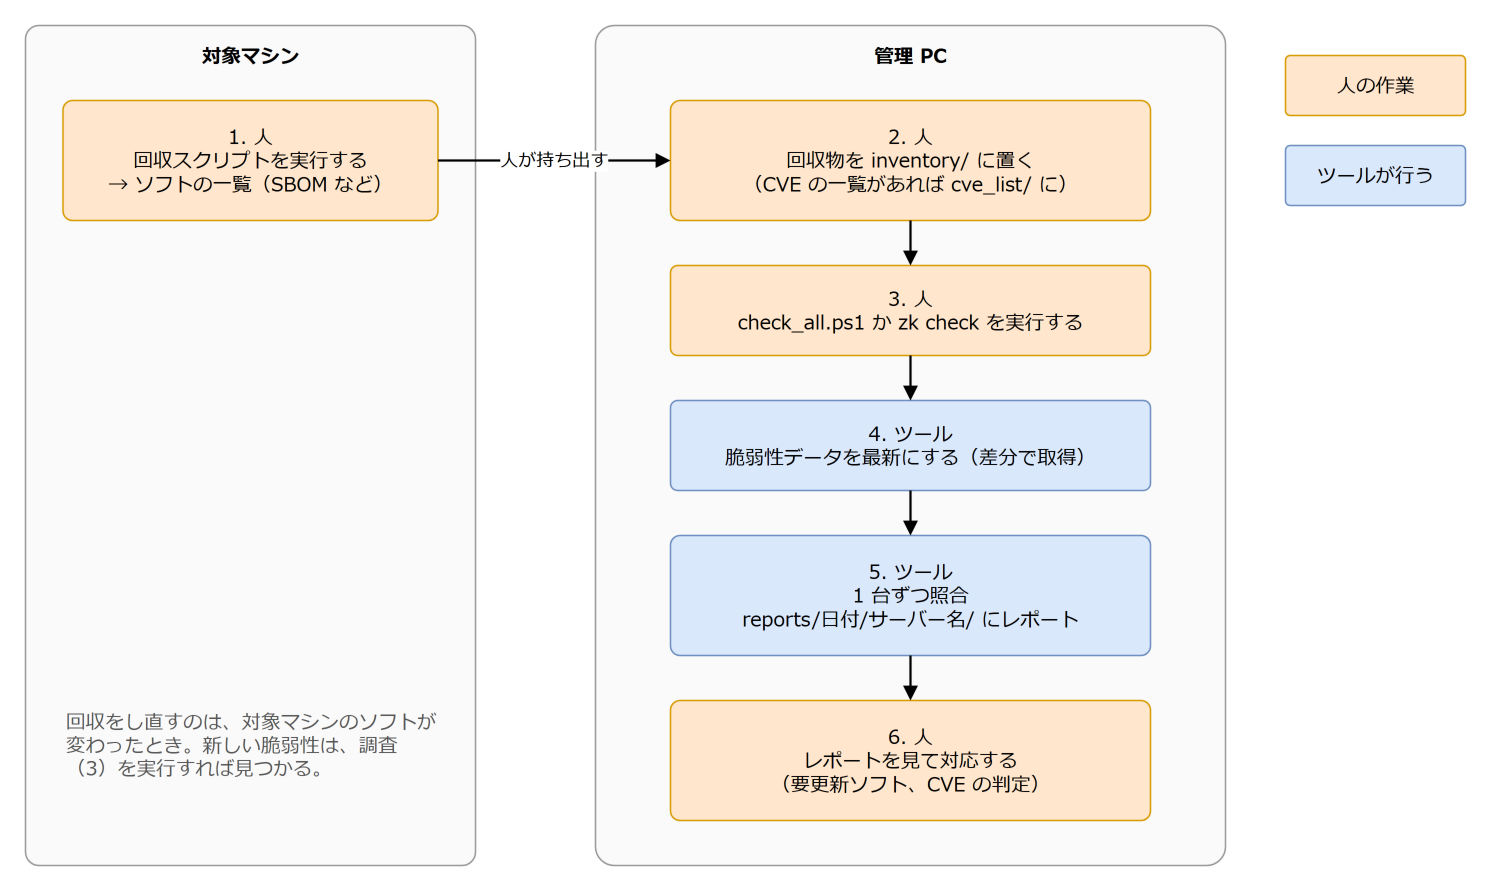 対象マシン
1. 人
回収スクリプトを実行する
→ ソフトの一覧（SBOM など）
人が持ち出す
管理 PC
2. 人
回収物を inventory/ に置く
（CVE の一覧があれば cve_list/ に）
3. 人
check_all.ps1 か zk check を実行する
4. ツール
脆弱性データを最新にする（差分で取得）
5. ツール
1 台ずつ照合
reports/日付/サーバー名/ にレポート
6. 人
レポートを見て対応する
（要更新ソフト、CVE の判定）
回収をし直すのは、対象マシンのソフトが
変わったとき。新しい脆弱性は、調査
（3）を実行すれば見つかる。
人の作業
ツールが行う